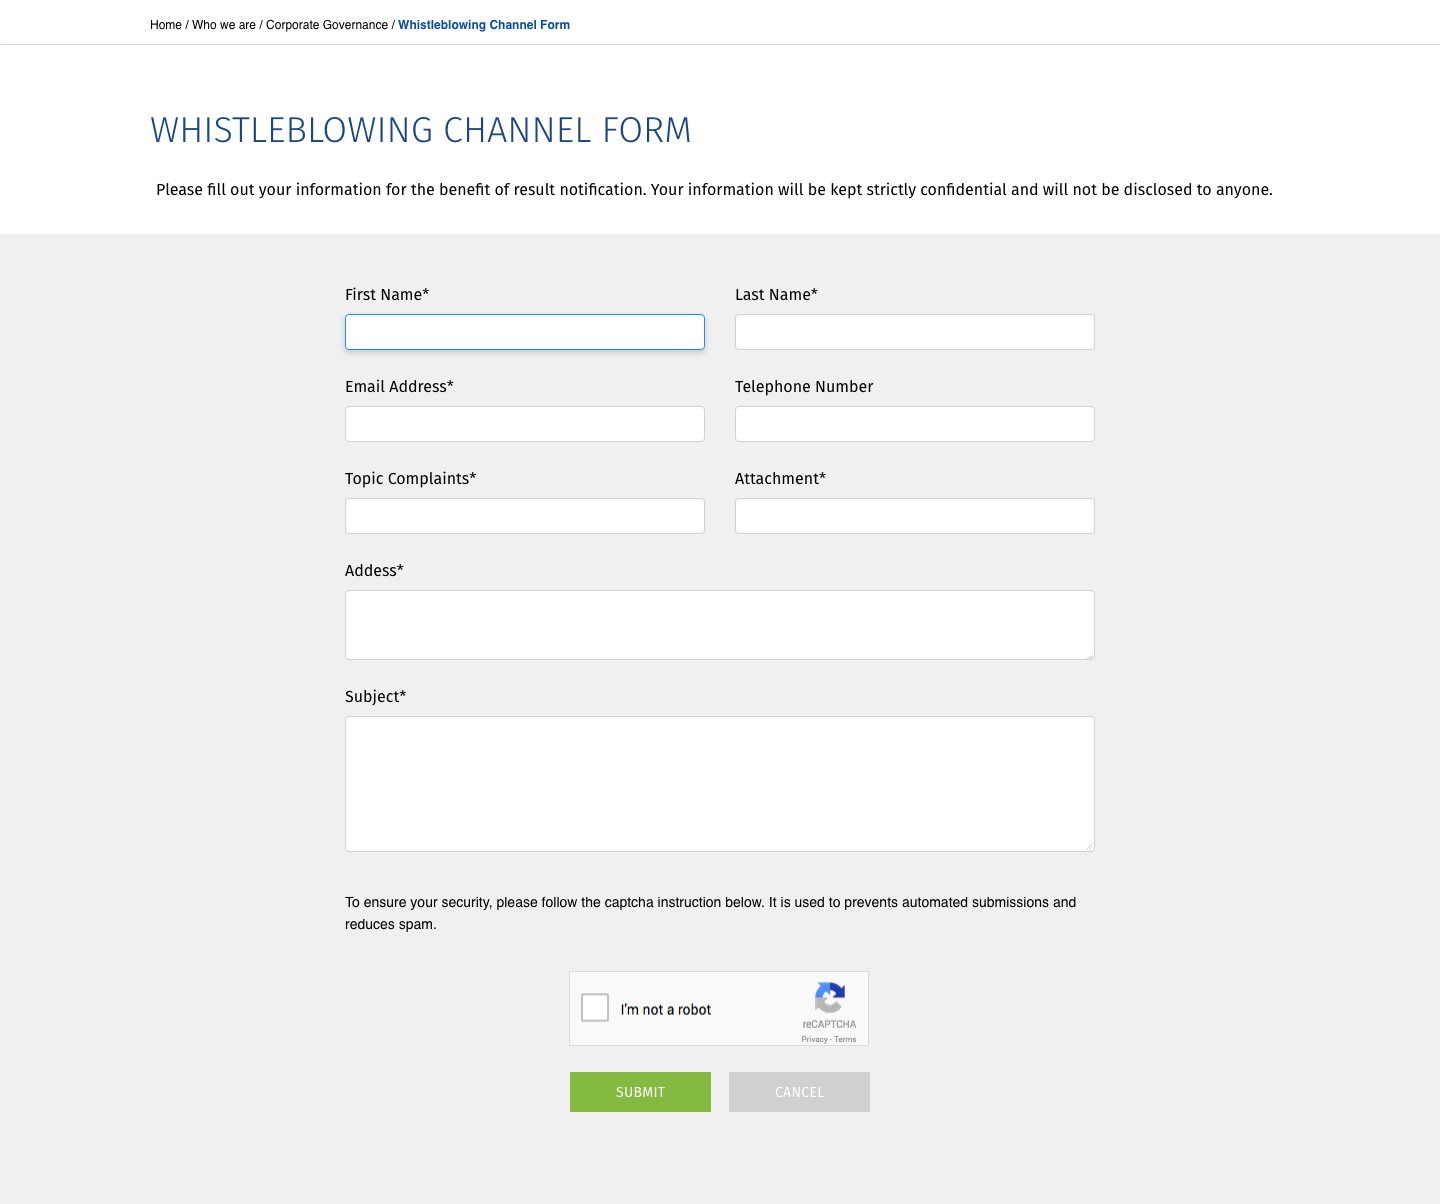 Home / Who we are / Corporate Governance / Whistleblowing Channel Form
WHISTLEBLOWING CHANNEL FORM
Please fill out your information for the benefit of result notification. Your information will be kept strictly confidential and will not be disclosed to anyone.
First Name*
Last Name*
Email Address*
Telephone Number
Topic Complaints*
Attachment*
Addess*
Subject*
To ensure your security, please follow the captcha instruction below. It is used to prevents automated submissions and
reduces spam.
I'm not a robot
reCAPTCHA
Privacy - Terms
SUBMIT
CANCEL